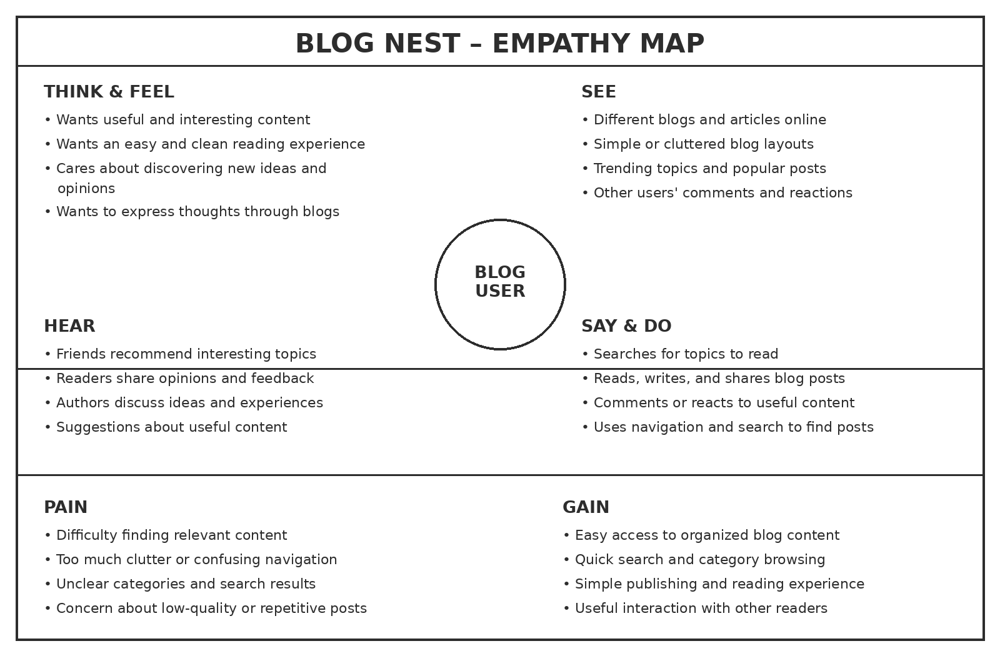 BLOG NEST – EMPATHY MAP
THINK & FEEL
• Wants useful and interesting content
• Wants an easy and clean reading experience
• Cares about discovering new ideas and
opinions
• Wants to express thoughts through blogs
SEE
• Different blogs and articles online
• Simple or cluttered blog layouts
• Trending topics and popular posts
• Other users' comments and reactions
BLOG
USER
HEAR
• Friends recommend interesting topics
• Readers share opinions and feedback
• Authors discuss ideas and experiences
• Suggestions about useful content
SAY & DO
• Searches for topics to read
• Reads, writes, and shares blog posts
• Comments or reacts to useful content
• Uses navigation and search to find posts
PAIN
• Difficulty finding relevant content
• Too much clutter or confusing navigation
• Unclear categories and search results
• Concern about low-quality or repetitive posts
GAIN
• Easy access to organized blog content
• Quick search and category browsing
• Simple publishing and reading experience
• Useful interaction with other readers